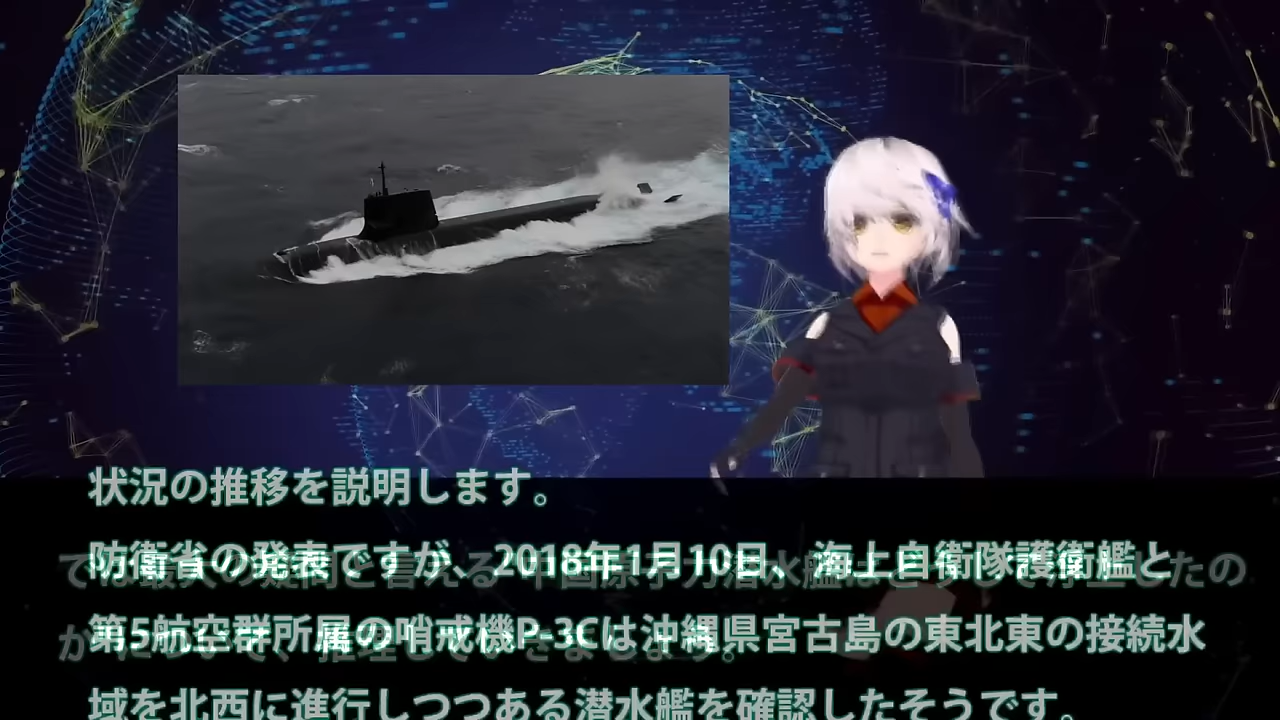 状況の推移を説明します。
防衛省の発表ですが、2018年1月10日、海上自衛隊護衛艦と
第5航空群所属の哨戒機P-3Cは沖縄県宮古島の東北東の接続水
域を北西に進行しつつある潜水艦を確認したそうです。